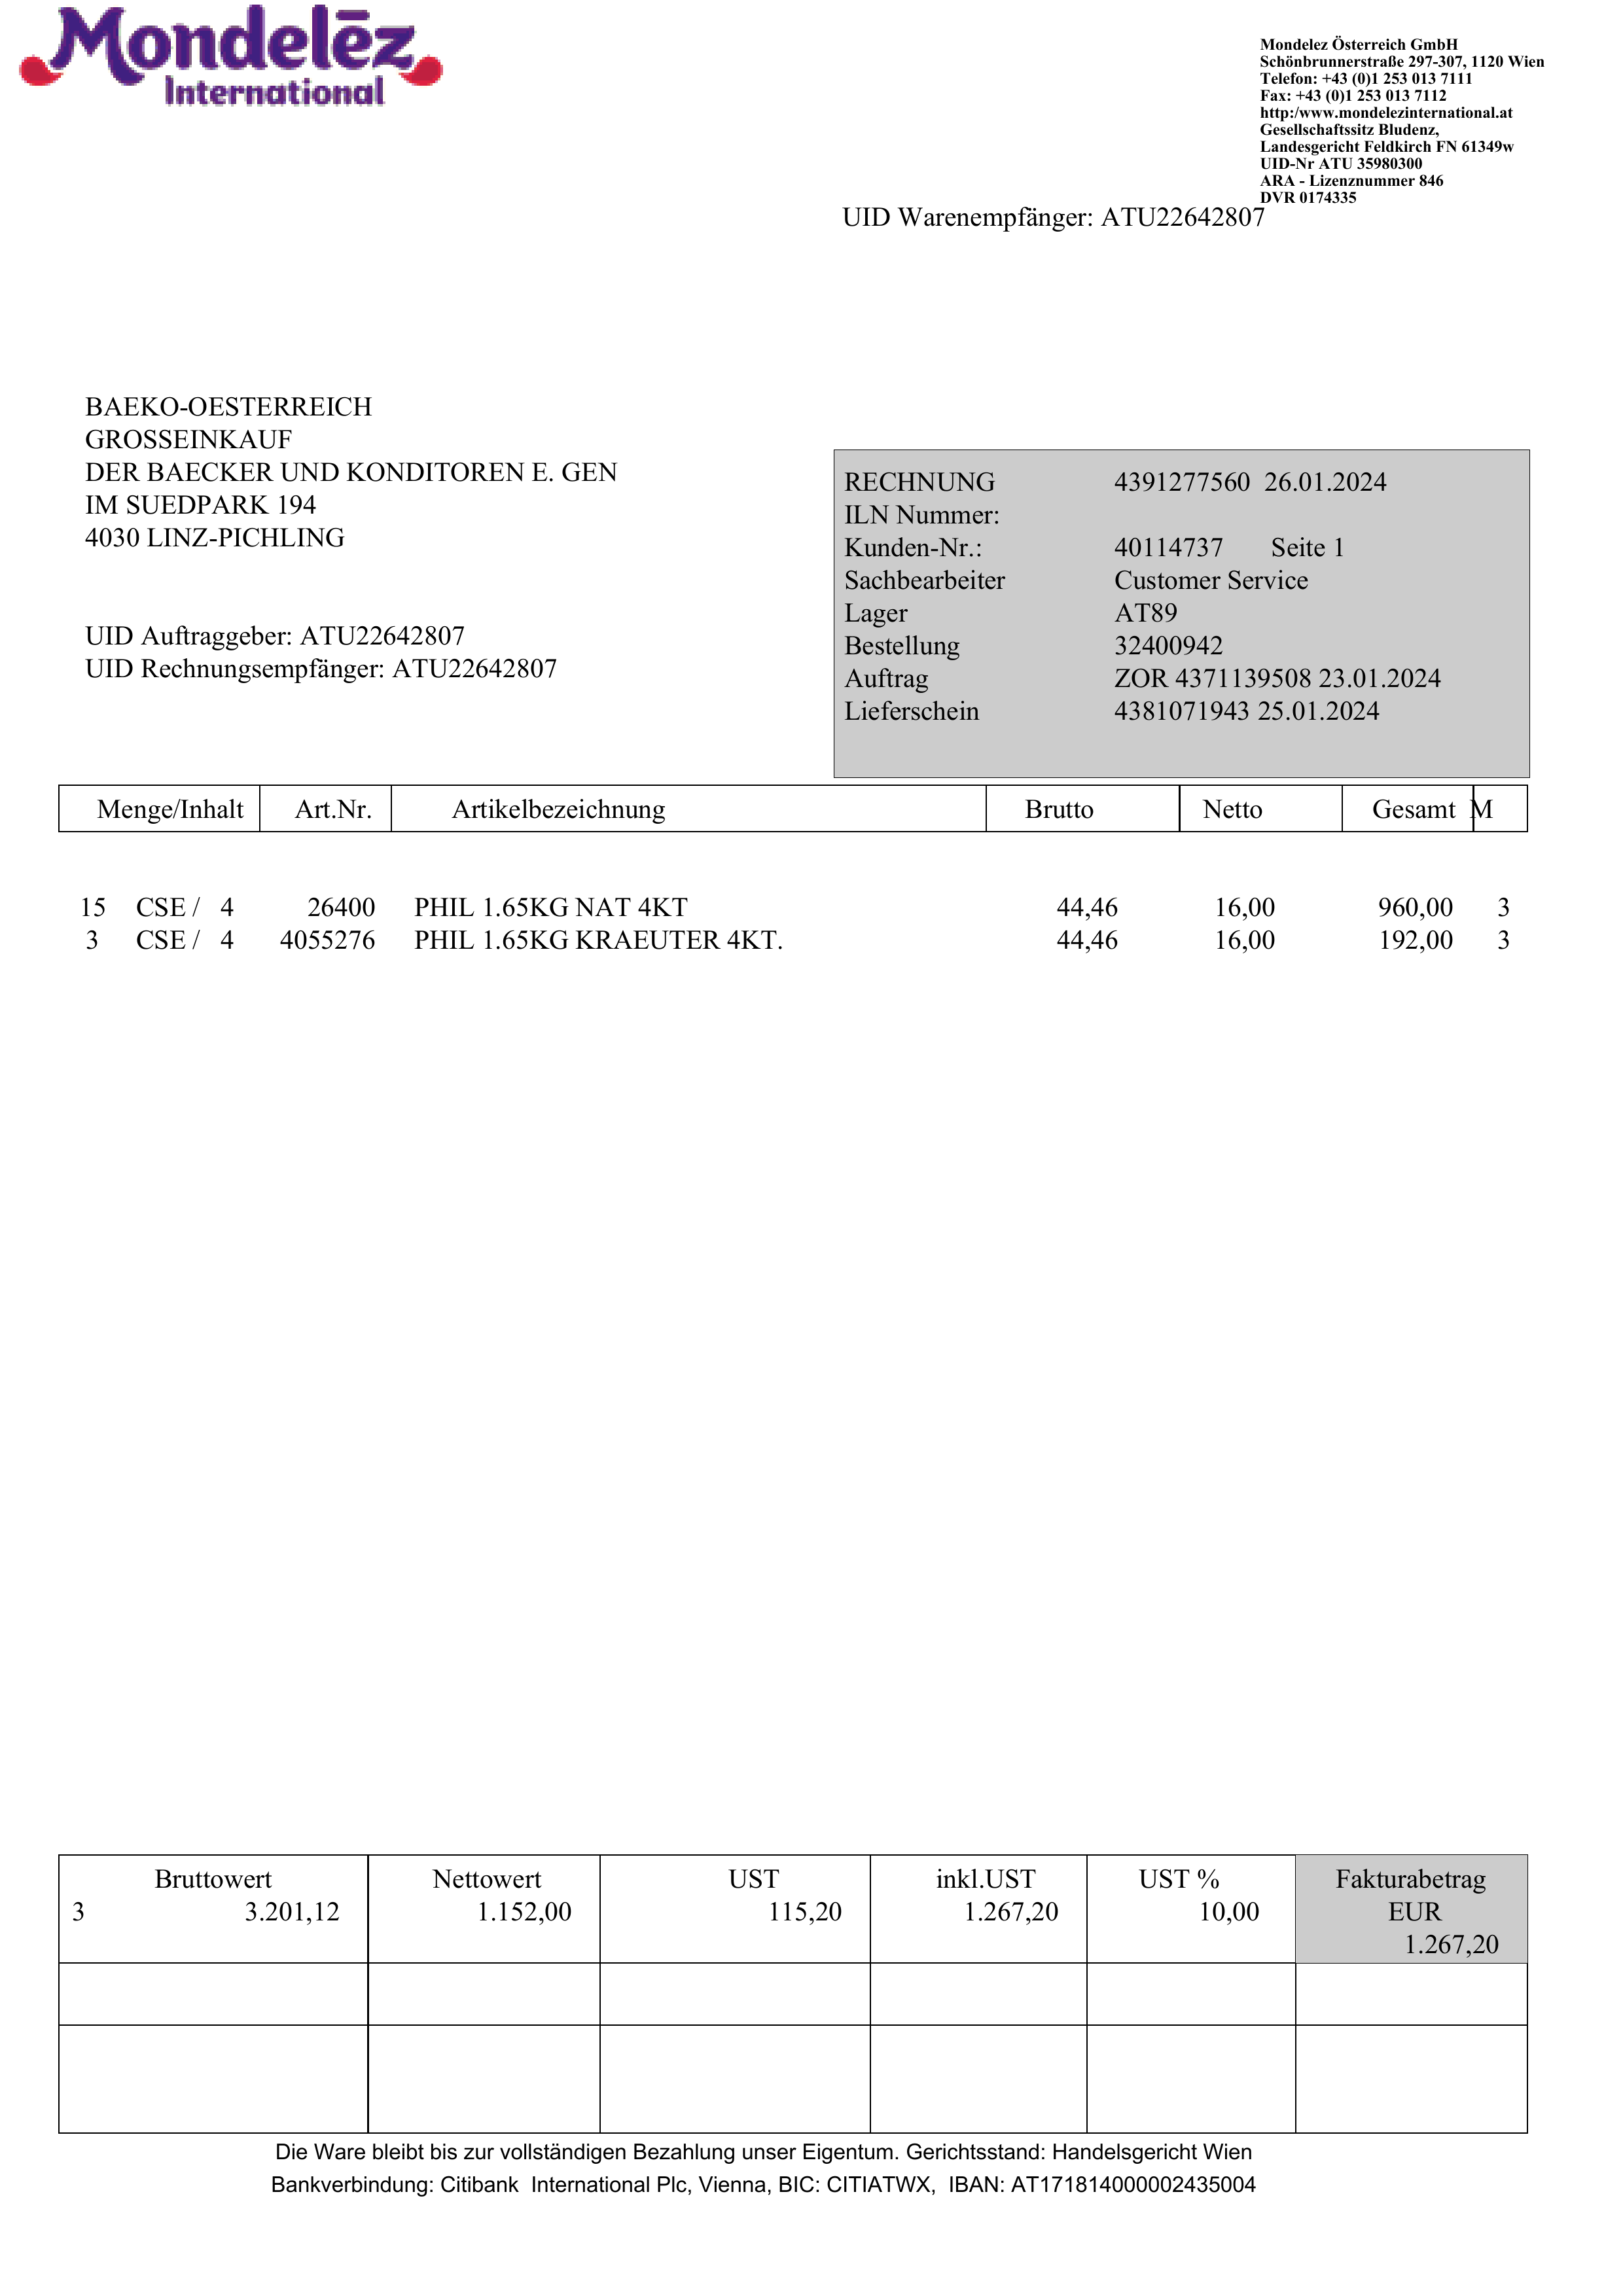 Mondelēz
International
Mondelez Österreich GmbH
Schönbrunnerstraße 297-307, 1120 Wien
Telefon: +43 (0)1 253 013 7111
Fax: +43 (0)1 253 013 7112
http:/www.mondelezinternational.at
Gesellschaftssitz Bludenz,
Landesgericht Feldkirch FN 61349w
UID-Nr ATU 35980300
ARA - Lizenznummer 846
DVR 0174335
UID Warenempfänger: ATU22642807
BAEKO-OESTERREICH
GROSSEINKAUF
DER BAECKER UND KONDITOREN E. GEN
IM SUEDPARK 194
4030 LINZ-PICHLING
UID Auftraggeber: ATU22642807
UID Rechnungsempfänger: ATU22642807
RECHNUNG 4391277560 26.01.2024
ILN Nummer:
Kunden-Nr.: 40114737 Seite 1
Sachbearbeiter Customer Service
Lager AT89
Bestellung 32400942
Auftrag ZOR 4371139508 23.01.2024
Lieferschein 4381071943 25.01.2024
Menge/Inhalt Art.Nr. Artikelbezeichnung Brutto Netto Gesamt M
15 CSE / 4 26400 PHIL 1.65KG NAT 4KT 44,46 16,00 960,00 3
3 CSE / 4 4055276 PHIL 1.65KG KRAEUTER 4KT. 44,46 16,00 192,00 3
Bruttowert Nettowert UST inkl.UST UST % Fakturabetrag
3 3.201,12 1.152,00 115,20 1.267,20 10,00 EUR
1.267,20
Die Ware bleibt bis zur vollständigen Bezahlung unser Eigentum. Gerichtsstand: Handelsgericht Wien
Bankverbindung: Citibank International Plc, Vienna, BIC: CITIATWX, IBAN: AT171814000002435004